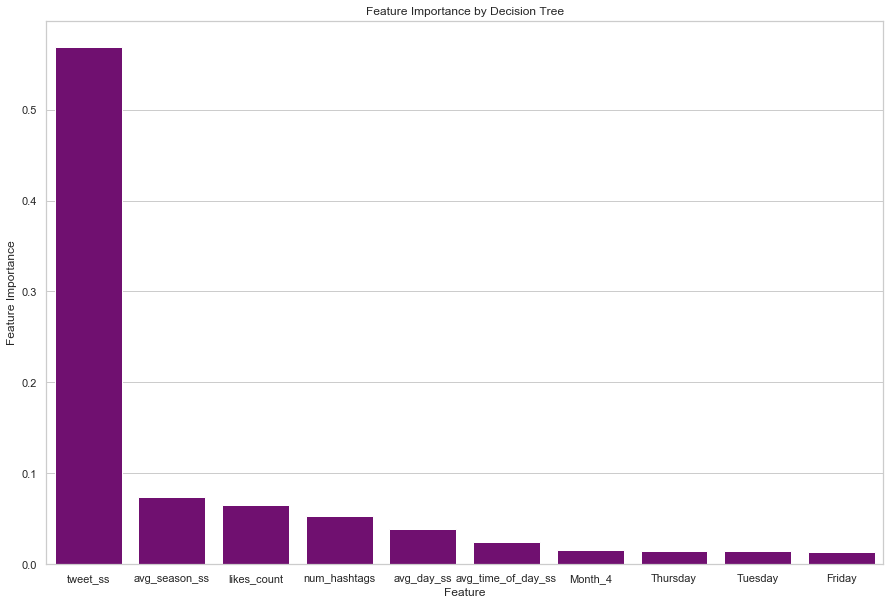 Feature Importance by Decision Tree
Feature Importance
0.5
0.4
0.3
0.2
0.1
0.0
tweet_ss avg_season_ss likes_count num_hashtags avg_day_ss avg_time_of_day_ss Month_4 Thursday Tuesday Friday
Feature